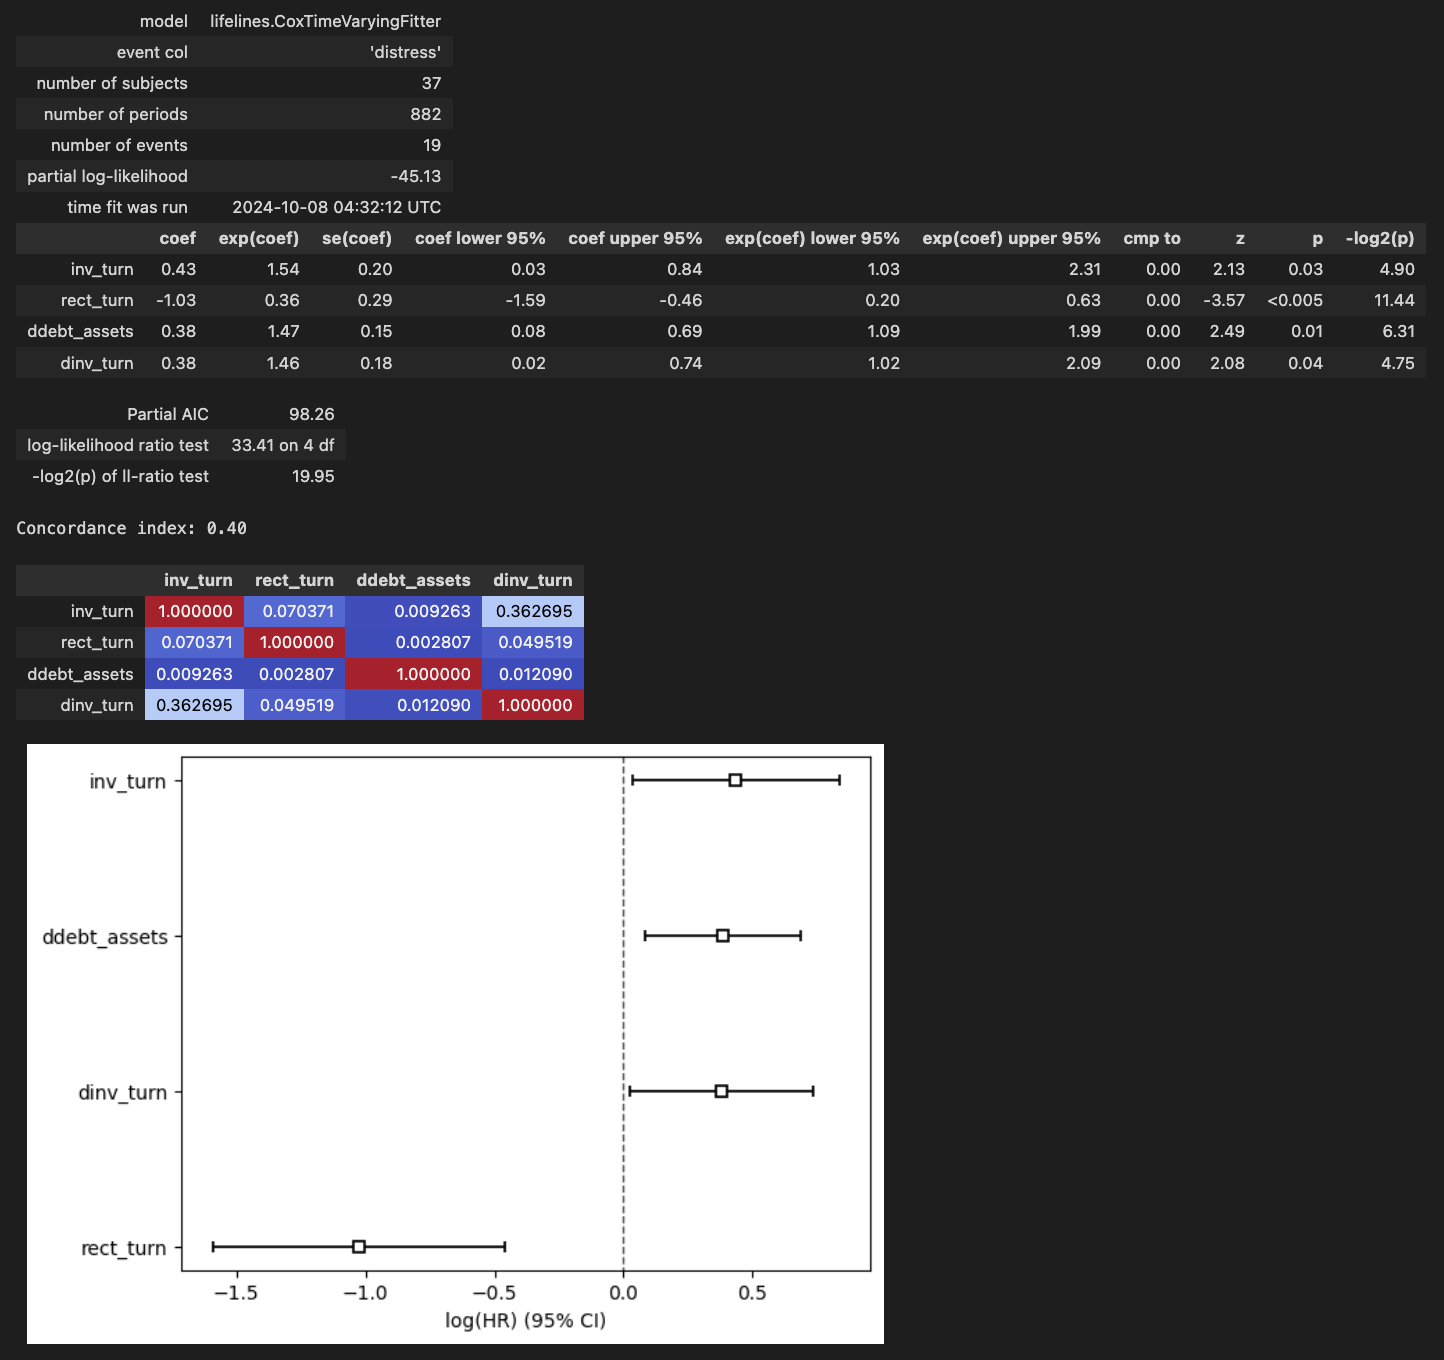 model lifelines.CoxTimeVaryingFitter
event col 'distress'
number of subjects 37
number of periods 882
number of events 19
partial log-likelihood -45.13
time fit was run 2024-10-08 04:32:12 UTC
coef exp(coef) se(coef) coef lower 95% coef upper 95% exp(coef) lower 95% exp(coef) upper 95% cmp to z p -log2(p)
inv_turn 0.43 1.54 0.20 0.03 0.84 1.03 2.31 0.00 2.13 0.03 4.90
rect_turn -1.03 0.36 0.29 -1.59 -0.46 0.20 0.63 0.00 -3.57 <0.005 11.44
ddebt_assets 0.38 1.47 0.15 0.08 0.69 1.09 1.99 0.00 2.49 0.01 6.31
dinv_turn 0.38 1.46 0.18 0.02 0.74 1.02 2.09 0.00 2.08 0.04 4.75
Partial AIC 98.26
log-likelihood ratio test 33.41 on 4 df
-log2(p) of ll-ratio test 19.95
Concordance index: 0.40
inv_turn rect_turn ddebt_assets dinv_turn
inv_turn 1.000000 0.070371 0.009263 0.362695
rect_turn 0.070371 1.000000 0.002807 0.049519
ddebt_assets 0.009263 0.002807 1.000000 0.012090
dinv_turn 0.362695 0.049519 0.012090 1.000000
inv_turn
ddebt_assets
dinv_turn
rect_turn
−1.5 −1.0 −0.5 0.0 0.5
log(HR) (95% CI)